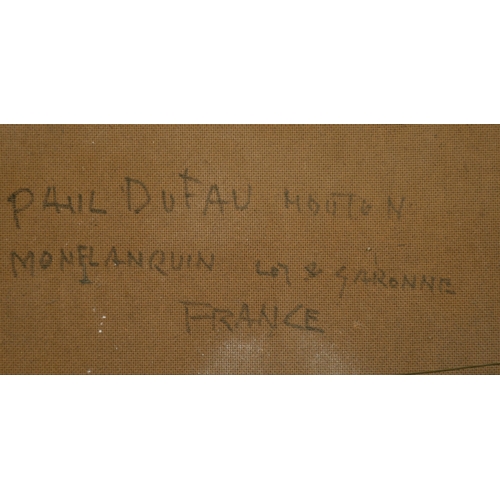 PAUL DUFAU MOUTON
MONFLANQUIN LOT & GARONNE
FRANCE